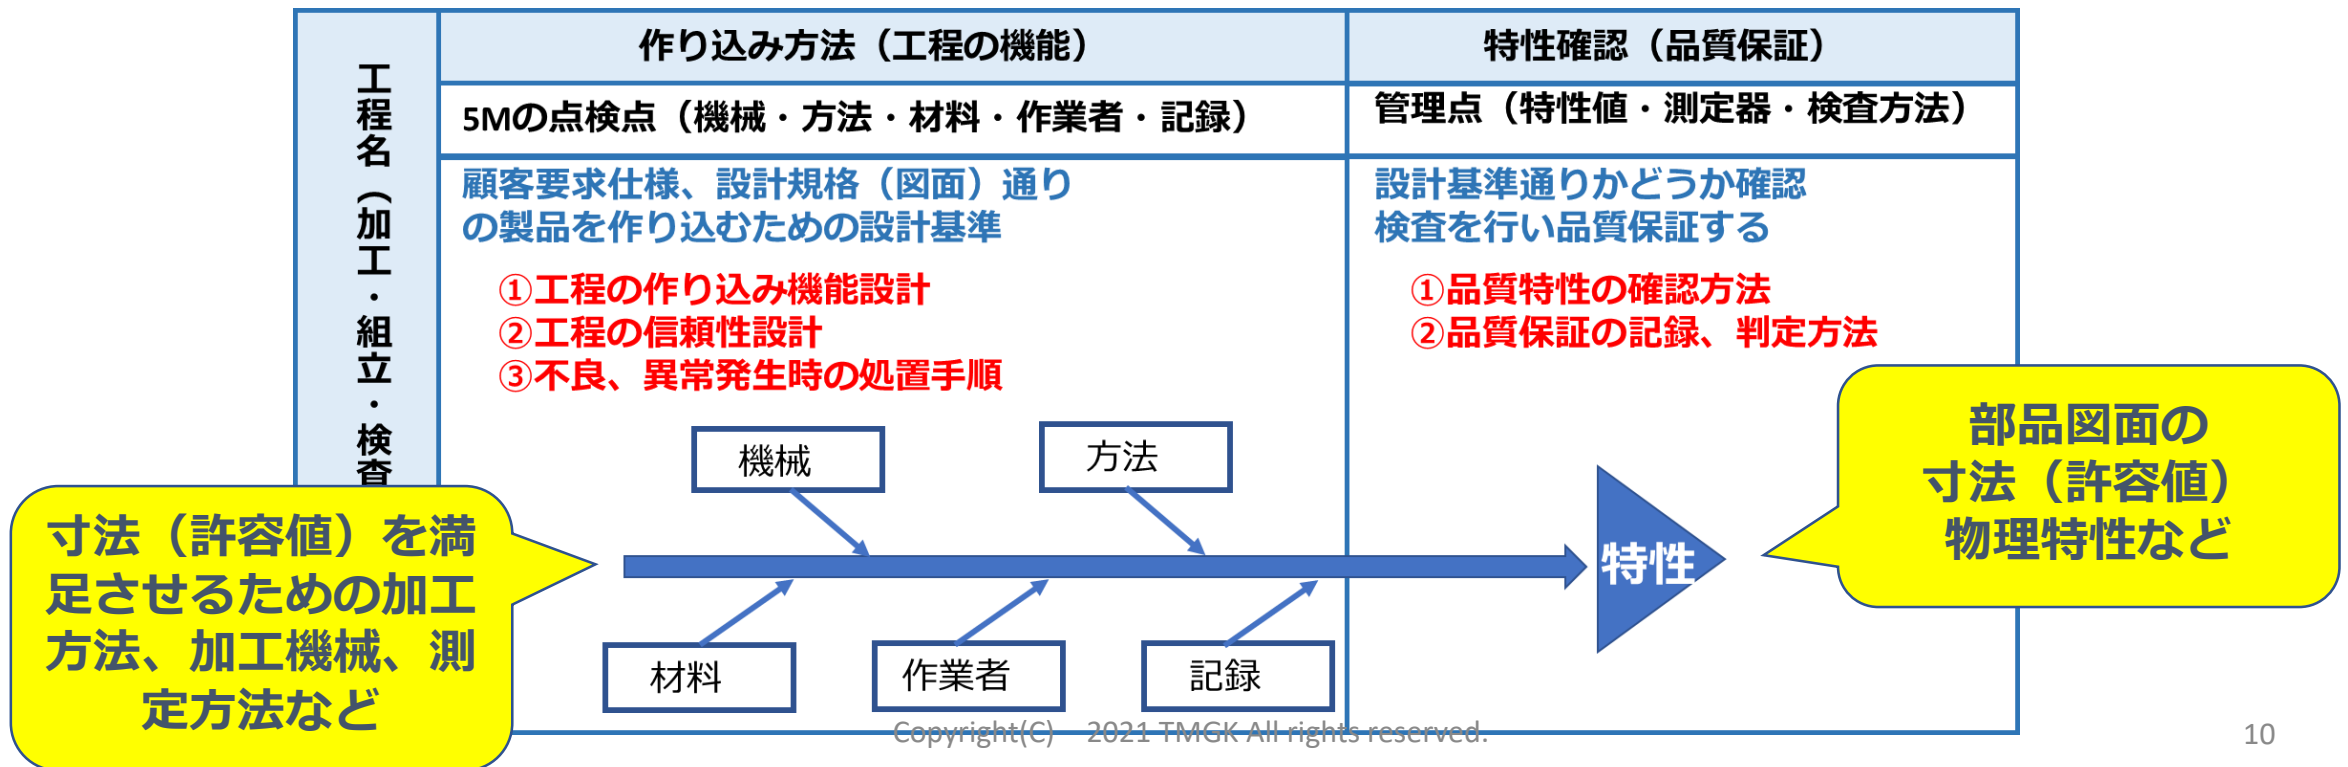 工程名（加工・組立・検査
作り込み方法（工程の機能）
特性確認（品質保証）
5Mの点検点（機械・方法・材料・作業者・記録）
管理点（特性値・測定器・検査方法）
顧客要求仕様、設計規格（図面）通り
の製品を作り込むための設計基準
①工程の作り込み機能設計
②工程の信頼性設計
③不良、異常発生時の処置手順
設計基準通りかどうか確認
検査を行い品質保証する
①品質特性の確認方法
②品質保証の記録、判定方法
機械
方法
材料
作業者
記録
特性
寸法（許容値）を満
足させるための加工
方法、加工機械、測
定方法など
部品図面の
寸法（許容値）
物理特性など
Copyright(C)　2021 TMGK All rights reserved.
10